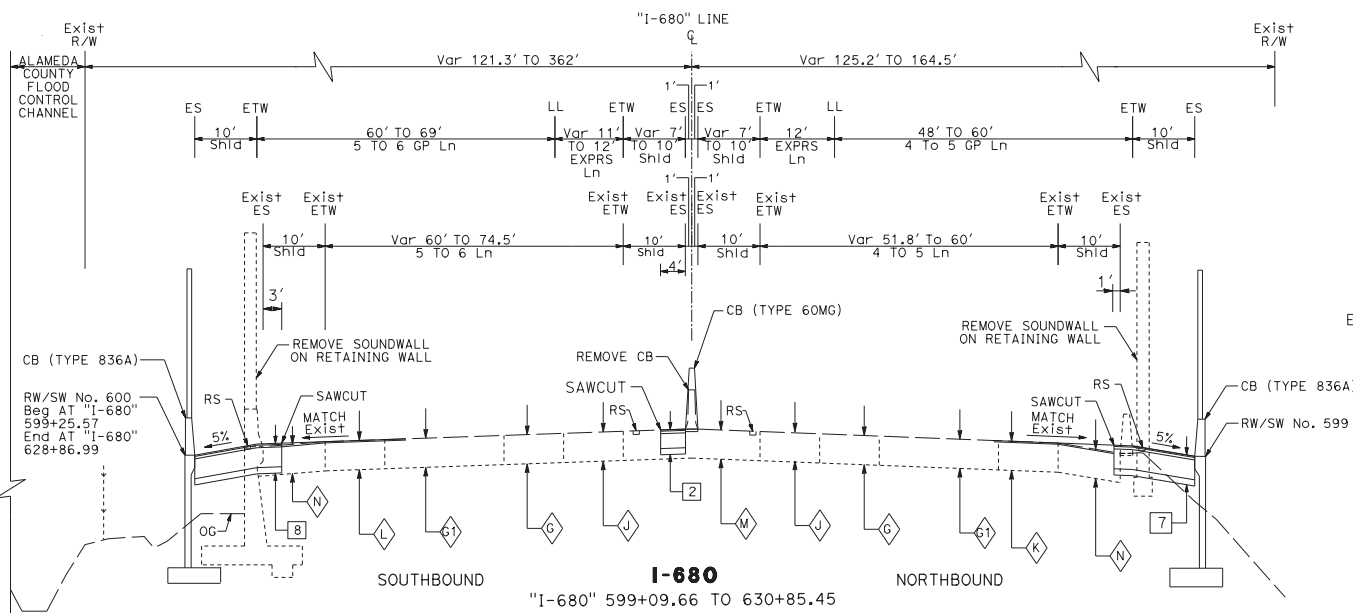 "I-680" LINE
CL
Exist
R/W
Exist
R/W
Var 121.3' TO 362'
Var 125.2' TO 164.5'
ALAMEDA
COUNTY
FLOOD
CONTROL
CHANNEL
1'
1'
ES
ETW
LL
ETW
ES
ES
ETW
LL
ETW
ES
10'
Shld
60' TO 69'
5 TO 6 GP Ln
Var 11'
TO 12'
EXPRS
Ln
Var 7'
TO 10'
Shld
Var 7'
TO 10'
Shld
12'
EXPRS
Ln
48' TO 60'
4 To 5 GP Ln
10'
Shld
1'
1'
Exist
ES
Exist
ETW
Exist
ETW
Exist
ES
Exist
ES
Exist
ETW
Exist
ETW
Exist
ES
10'
Shld
Var 60' TO 74.5'
5 TO 6 Ln
10'
Shld
10'
Shld
Var 51.8' To 60'
4 TO 5 Ln
10'
Shld
4'
3'
1'
CB (TYPE 60MG)
REMOVE SOUNDWALL
ON RETAINING WALL
REMOVE SOUNDWALL
ON RETAINING WALL
E
CB (TYPE 836A)
REMOVE CB
CB (TYPE 836A)
RW/SW No. 600
Beg AT "I-680"
599+25.57
End AT "I-680"
628+86.99
RS
SAWCUT
SAWCUT
RS
RS
RS
SAWCUT
MATCH
Exist
MATCH
Exist
5%
5%
RW/SW No. 599
OG
8
N
L
G1
G
J
2
M
J
G
G1
K
N
7
SOUTHBOUND
I-680
NORTHBOUND
"I-680" 599+09.66 TO 630+85.45